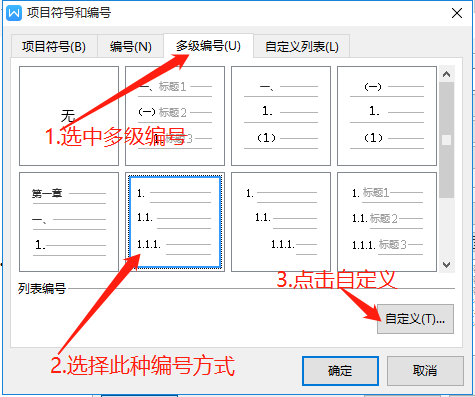 项目符号和编号
项目符号(B) 编号(N) 多级编号(U) 自定义列表(L)
无
一、标题1
(一)标题2
1.标题3
一、
1.
(1)
(一)
1.
(1)
1.选中多级编号
第一章
一、
1.
1.
1.1.
1.1.1.
1.
1.1.
1.1.1.
1.标题1
1.1.标题2
1.1.1.标题3
3.点击自定义
列表编号
自定义(T)...
2.选择此种编号方式
确定 取消